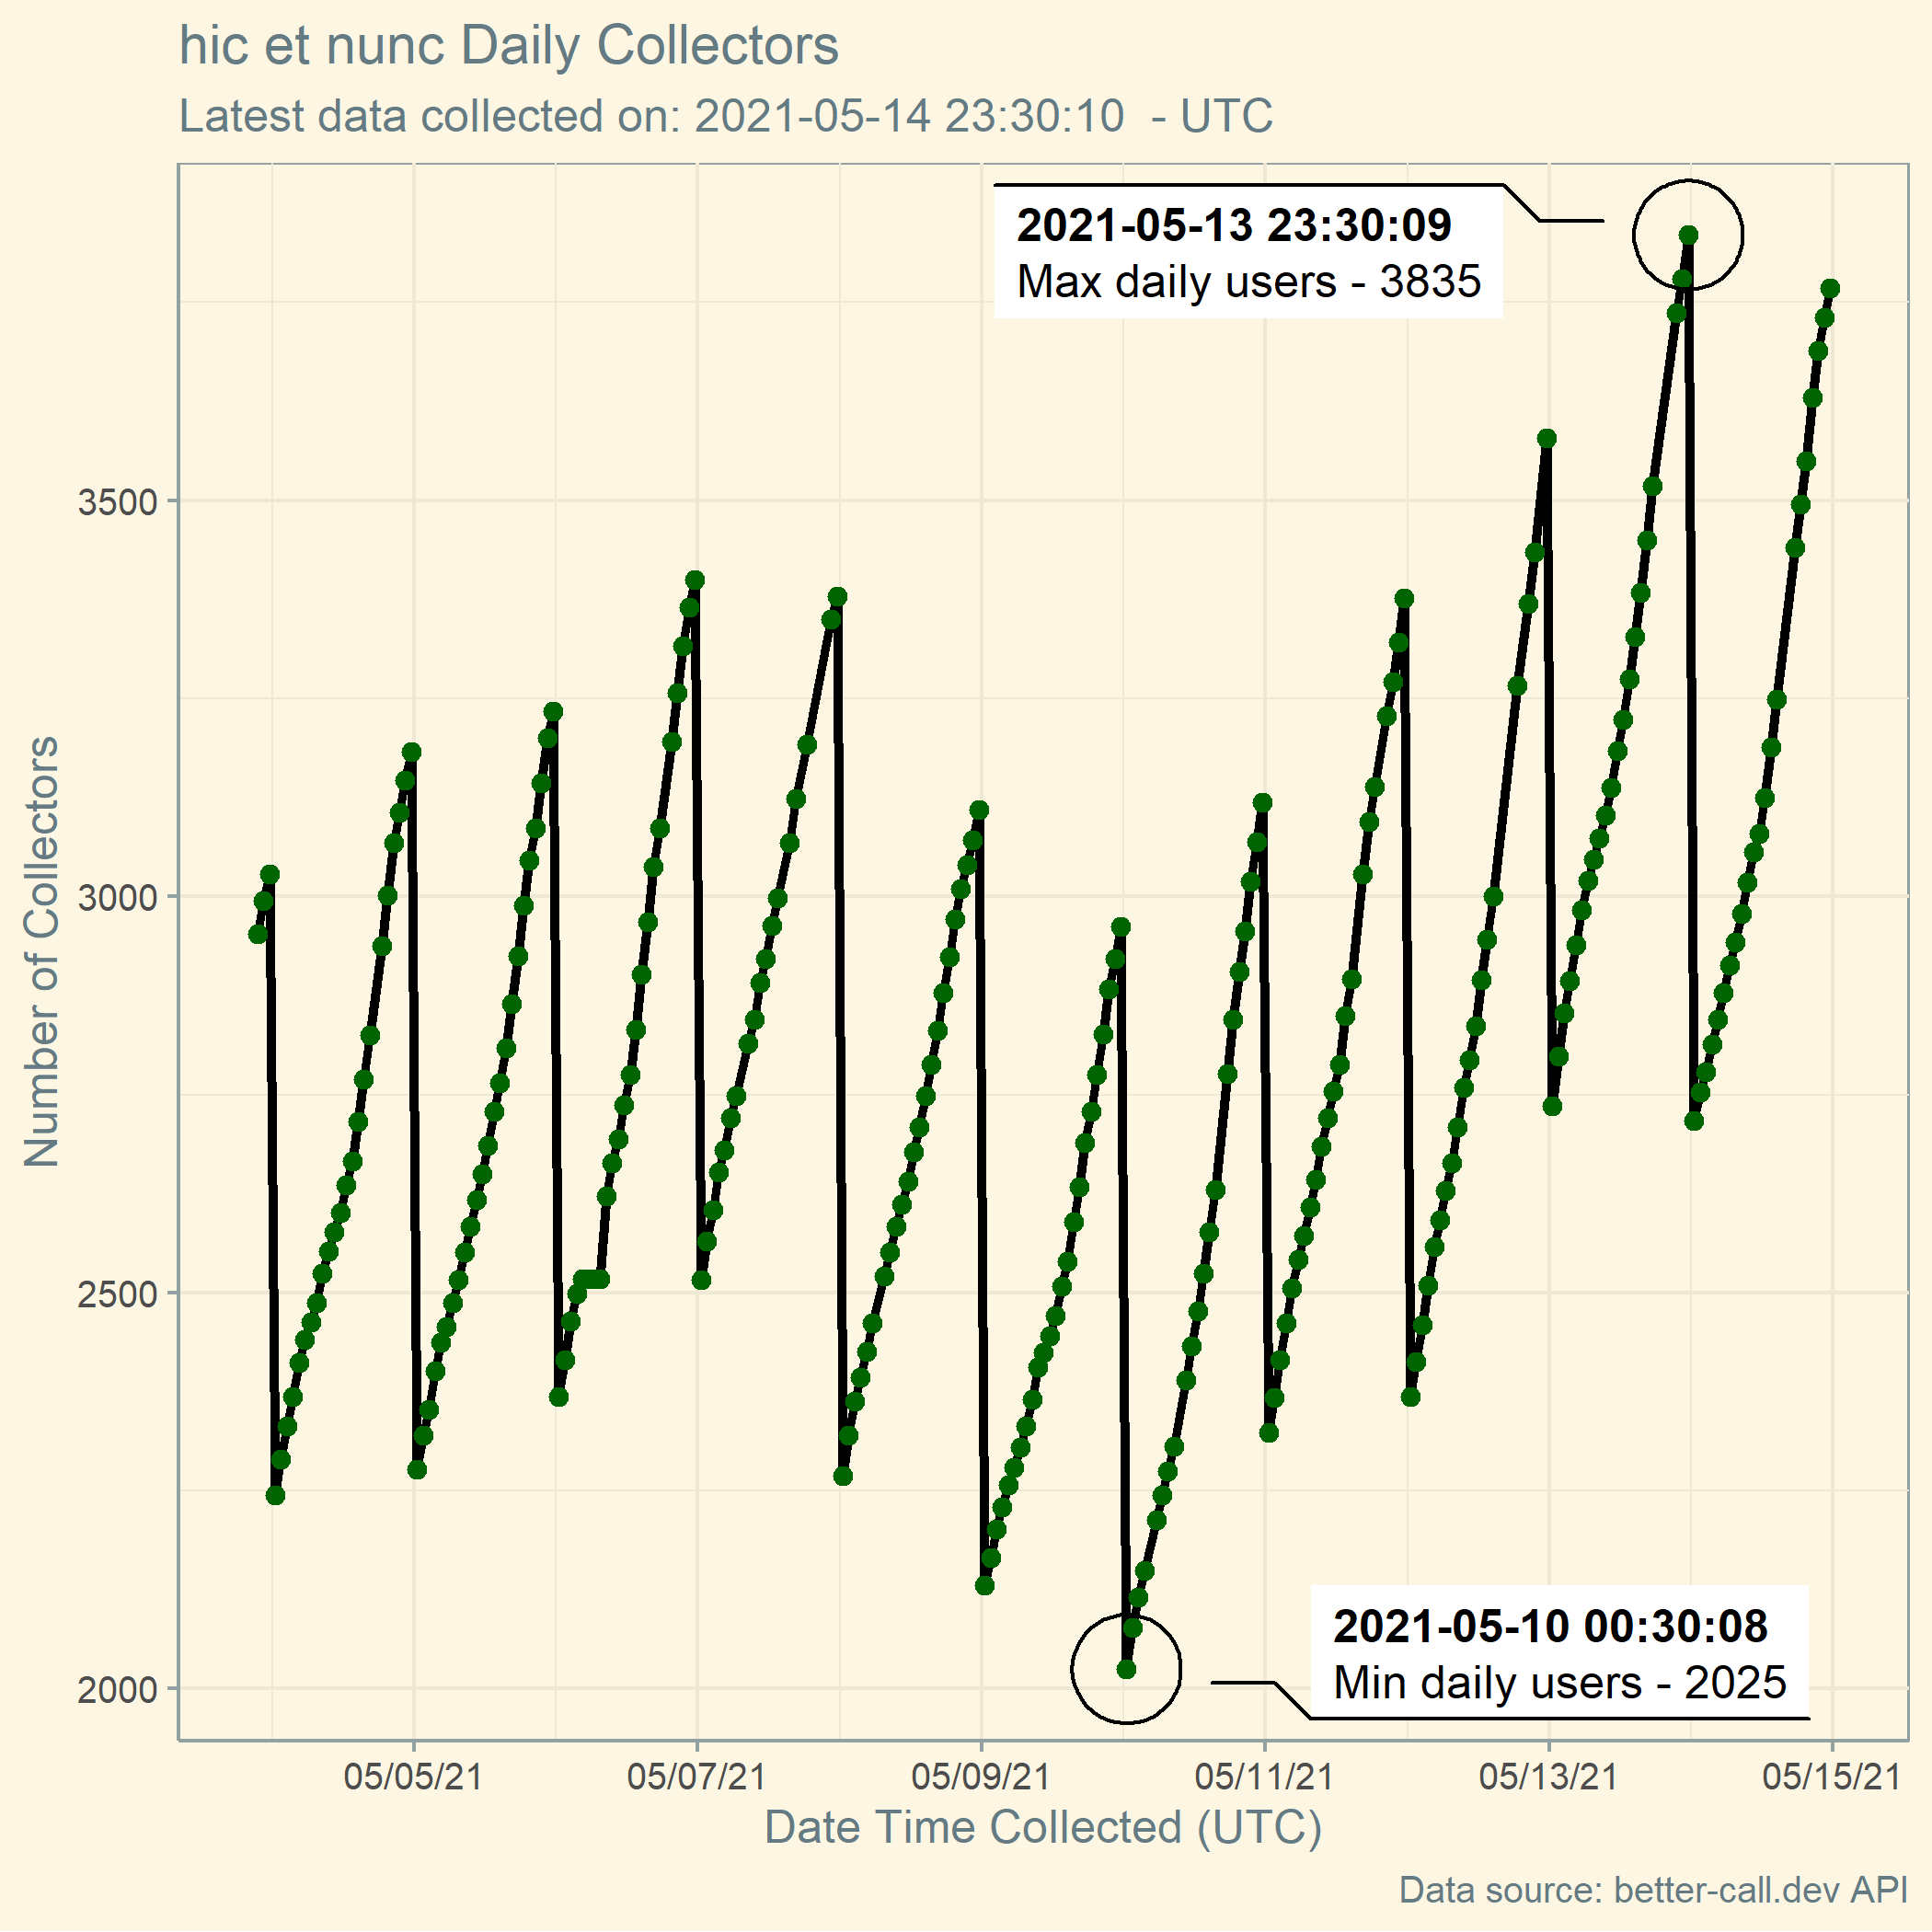 hic et nunc Daily Collectors
Latest data collected on: 2021-05-14 23:30:10  - UTC
2021-05-13 23:30:09
Max daily users - 3835
3500
3000
2500
2000
Number of Collectors
2021-05-10 00:30:08
Min daily users - 2025
05/05/21 05/07/21 05/09/21 05/11/21 05/13/21 05/15/21
Date Time Collected (UTC)
Data source: better-call.dev API